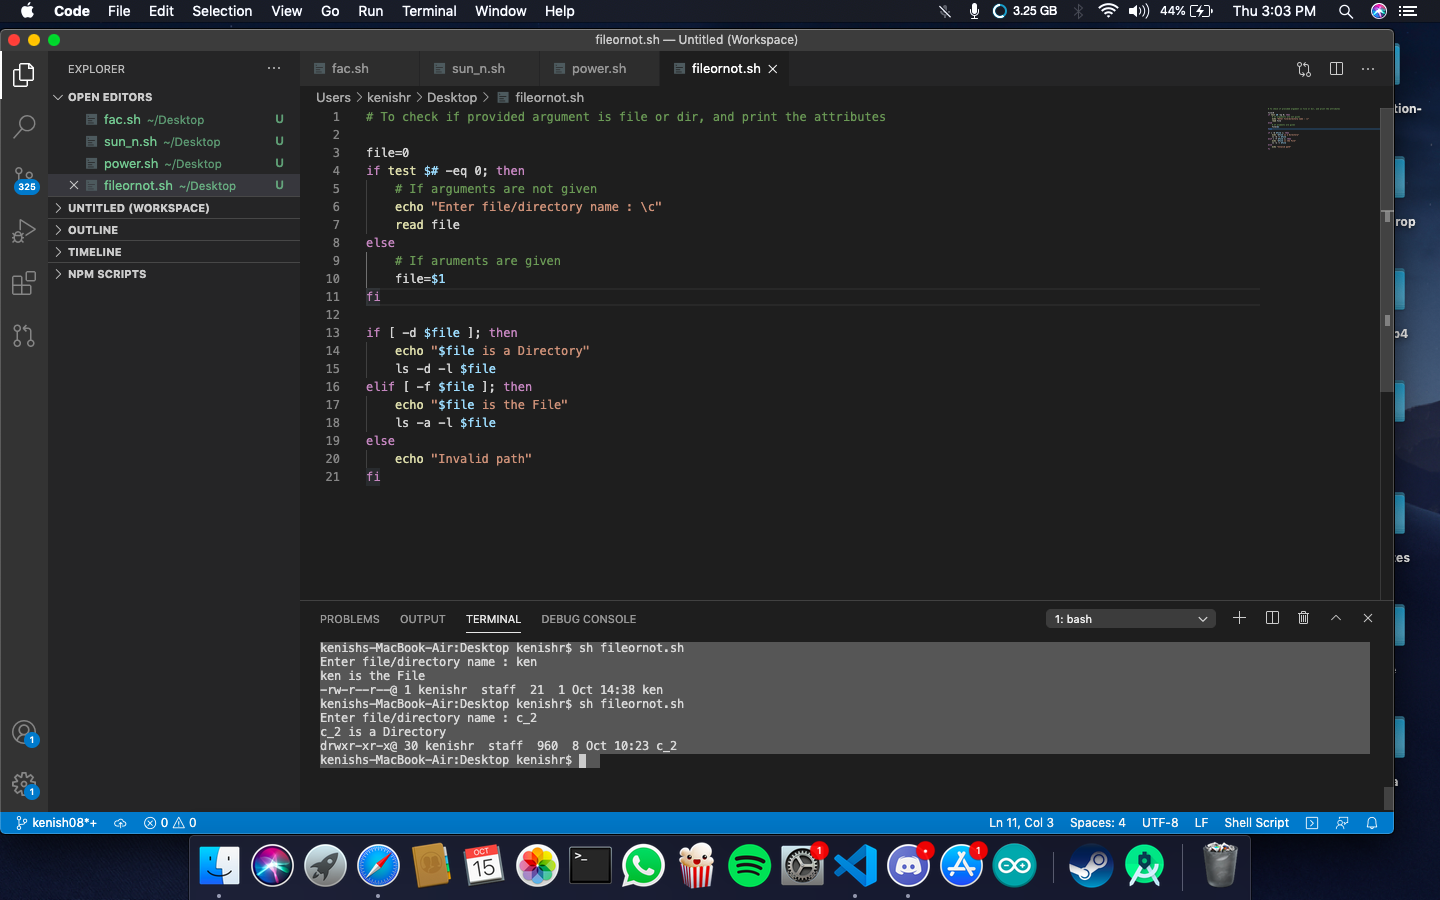 Code File Edit Selection View Go Run Terminal Window Help 3.25 GB 44% Thu 3:03 PM
fileornot.sh — Untitled (Workspace)
EXPLORER
OPEN EDITORS
fac.sh ~/Desktop U
sun_n.sh ~/Desktop U
power.sh ~/Desktop U
fileornot.sh ~/Desktop U
UNTITLED (WORKSPACE)
OUTLINE
TIMELINE
NPM SCRIPTS
325
1
1
fac.sh sun_n.sh power.sh fileornot.sh
Users > kenishr > Desktop > fileornot.sh
1 # To check if provided argument is file or dir, and print the attributes
2
3 file=0
4 if test $# -eq 0; then
5 # If arguments are not given
6 echo "Enter file/directory name : \c"
7 read file
8 else
9 # If aruments are given
10 file=$1
11 fi
12
13 if [ -d $file ]; then
14 echo "$file is a Directory"
15 ls -d -l $file
16 elif [ -f $file ]; then
17 echo "$file is the File"
18 ls -a -l $file
19 else
20 echo "Invalid path"
21 fi
PROBLEMS OUTPUT TERMINAL DEBUG CONSOLE 1: bash
kenishs-MacBook-Air:Desktop kenishr$ sh fileornot.sh
Enter file/directory name : ken
ken is the File
-rw-r--r--@ 1 kenishr staff 21 1 Oct 14:38 ken
kenishs-MacBook-Air:Desktop kenishr$ sh fileornot.sh
Enter file/directory name : c_2
c_2 is a Directory
drwxr-xr-x@ 30 kenishr staff 960 8 Oct 10:23 c_2
kenishs-MacBook-Air:Desktop kenishr$
kenish08*+ 0 0 Ln 11, Col 3 Spaces: 4 UTF-8 LF Shell Script
tion-
rop
OCT
15
1
1